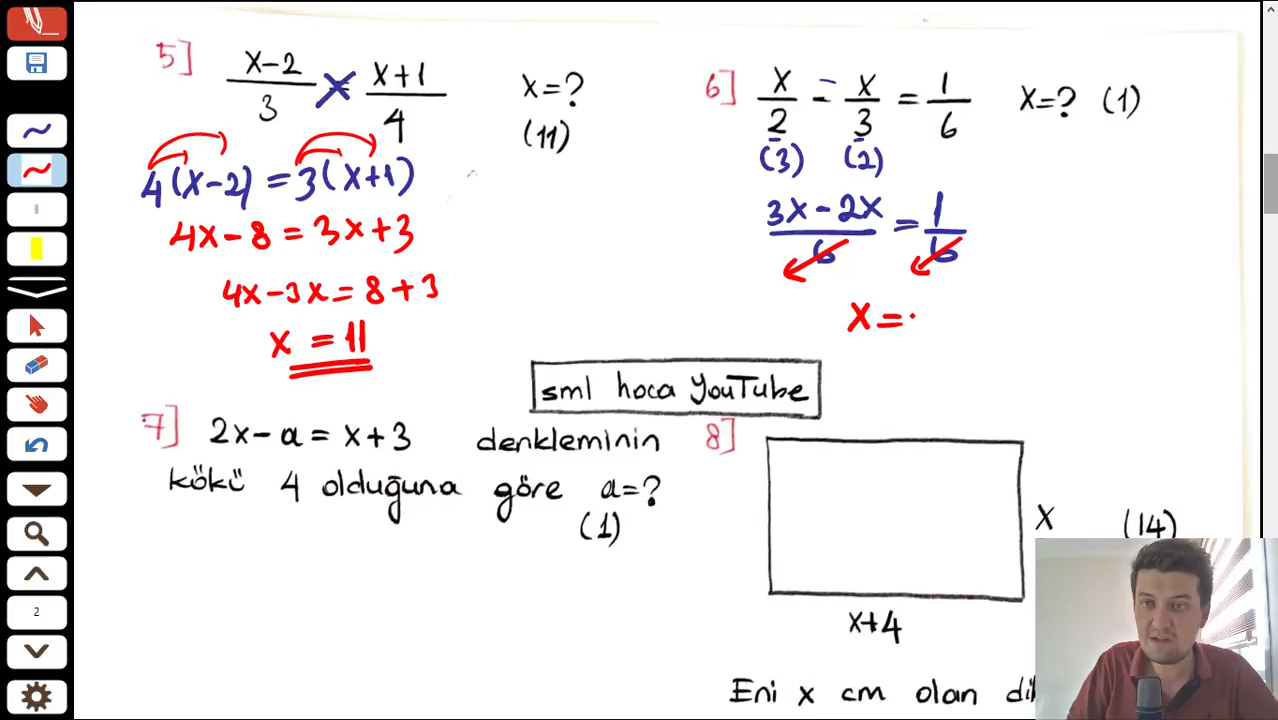 5] x-2/3 = x+1/4 x=?
(11)
4(x-2) = 3(x+1)
4x-8 = 3x+3
4x-3x = 8+3
x = 11
6] x/2 - x/3 = 1/6 x=? (1)
(3) (2)
3x-2x/6 = 1/6
x =
sml hoca YouTube
7] 2x-a = x+3 denkleminin
kökü 4 olduğuna göre a=?
(1)
8]
x (14)
x+4
Eni x cm olan
2